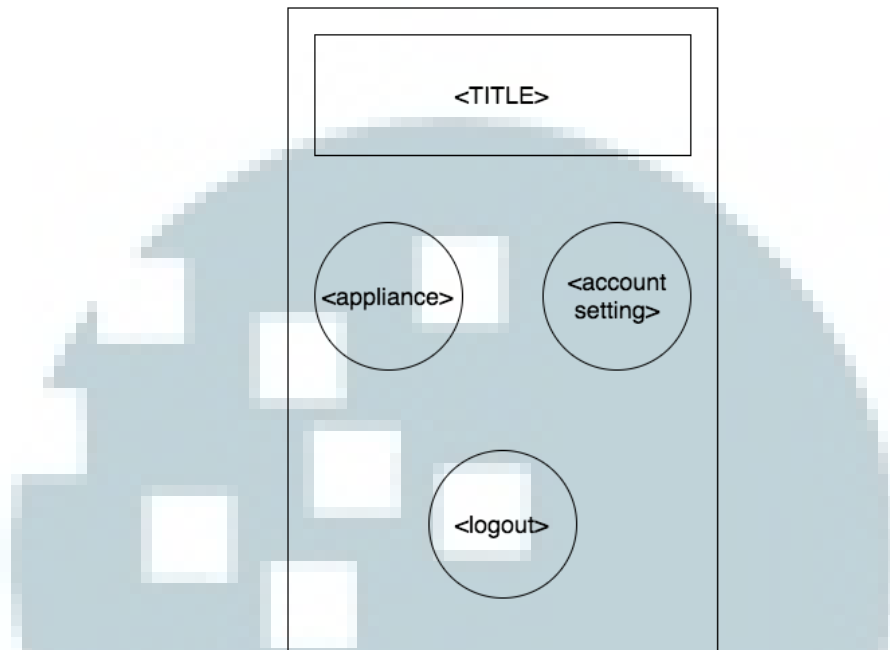 <TITLE>
<appliance>
<account
setting>
<logout>